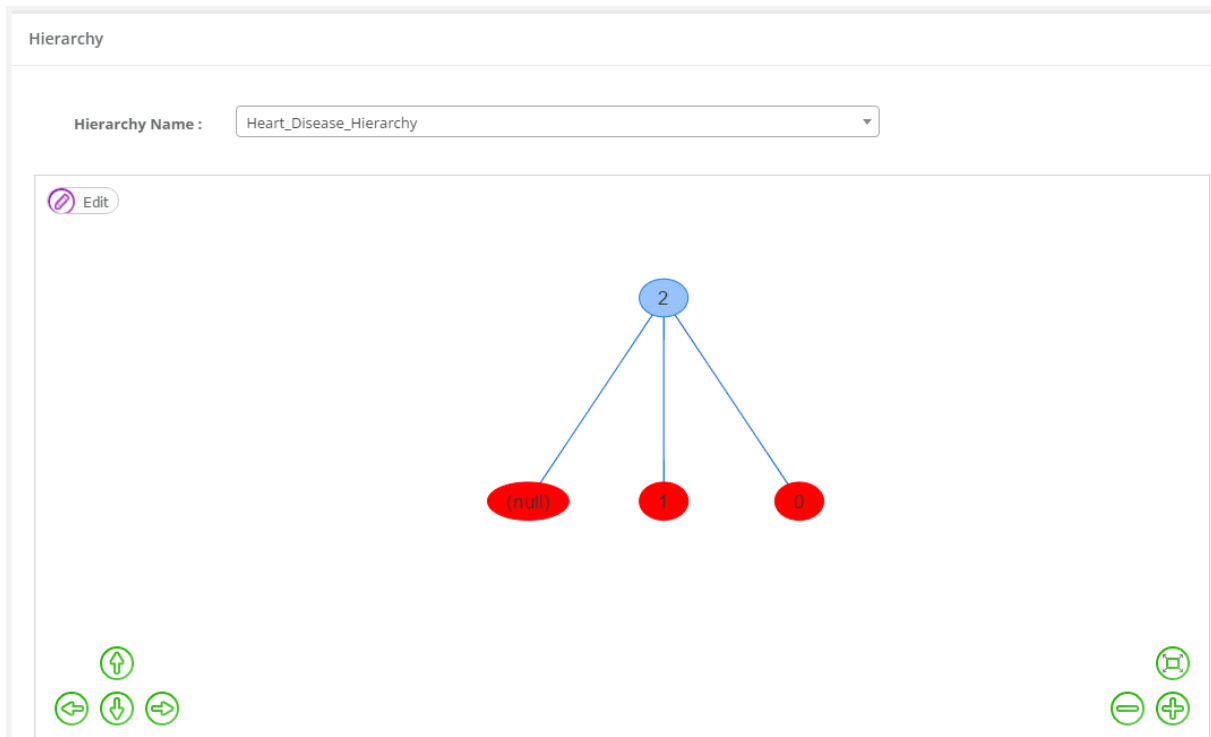 Hierarchy
Hierarchy Name :
Heart_Disease_Hierarchy
Edit
2
(null)
1
0